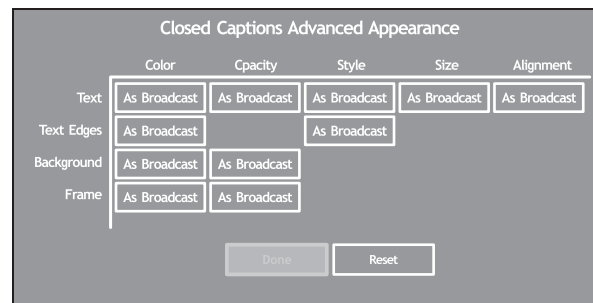 Closed Captions Advanced Appearance
Color Cpacity Style Size Alignment
Text As Broadcast As Broadcast As Broadcast As Broadcast As Broadcast
Text Edges As Broadcast As Broadcast
Background As Broadcast As Broadcast
Frame As Broadcast As Broadcast
Done Reset